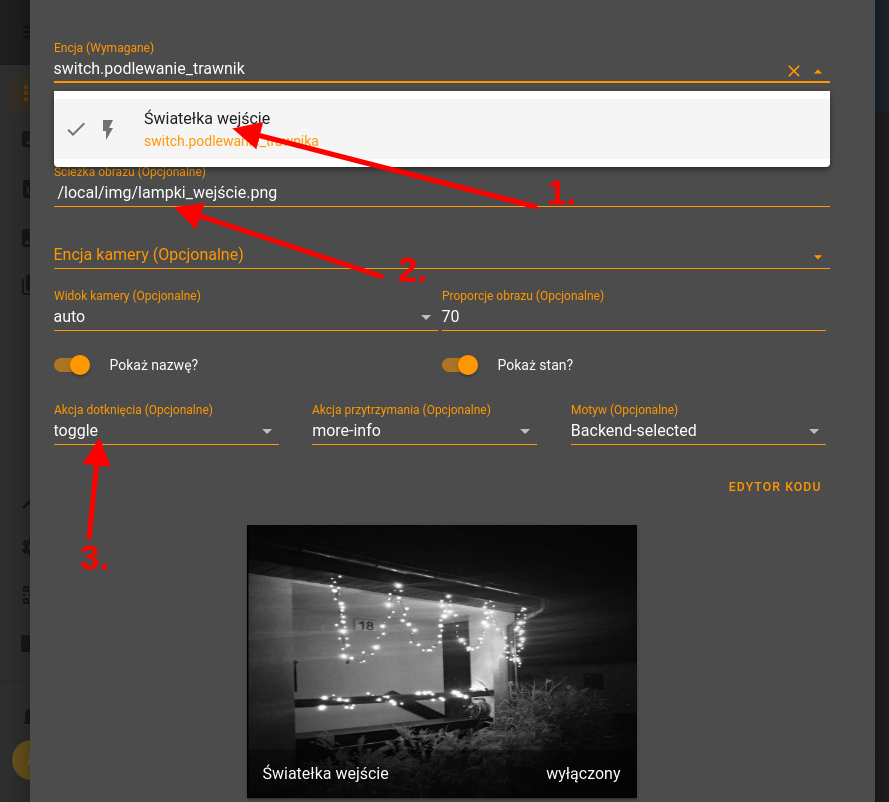 Encja (Wymagane)
switch.podlewanie_trawnik
Światełka wejście
switch.podlewanie_trawnika
1.
Ścieżka obrazu (Opcjonalne)
/local/img/lampki_wejście.png
2.
Encja kamery (Opcjonalne)
Widok kamery (Opcjonalne) Proporcje obrazu (Opcjonalne)
auto 70
Pokaż nazwę? Pokaż stan?
Akcja dotknięcia (Opcjonalne) Akcja przytrzymania (Opcjonalne) Motyw (Opcjonalne)
toggle more-info Backend-selected
EDYTOR KODU
3.
18
Światełka wejście wyłączony